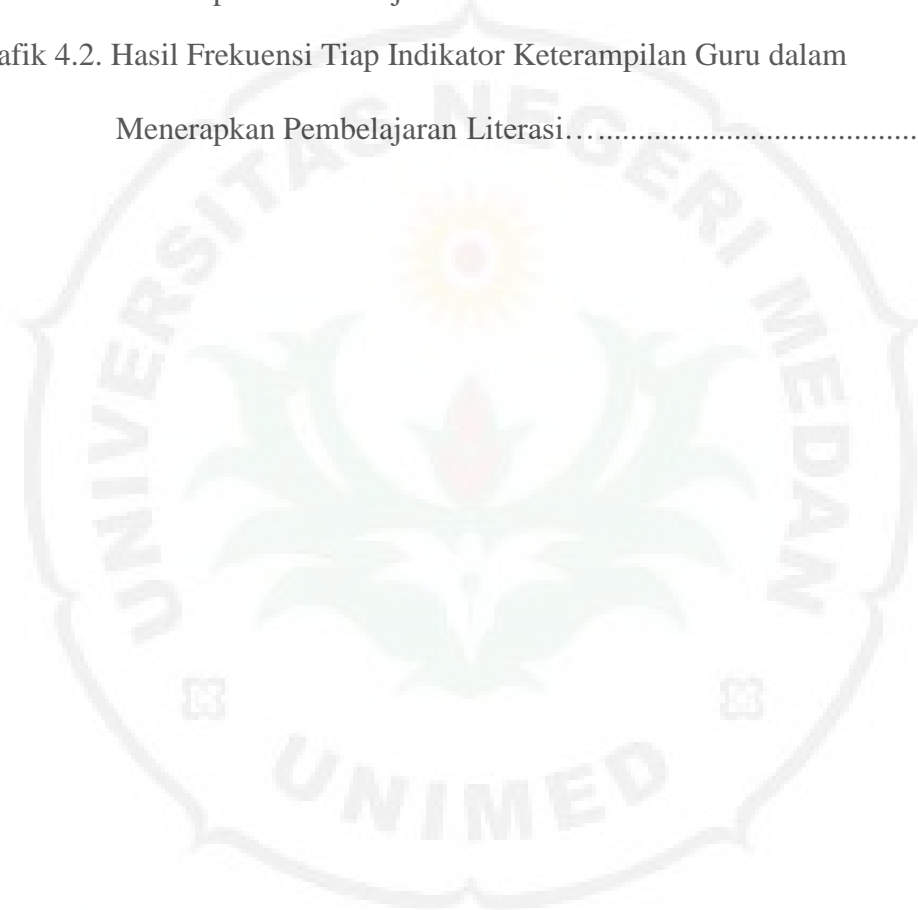 afik 4.2. Hasil Frekuensi Tiap Indikator Keterampilan Guru dalam
Menerapkan Pembelajaran Literasi…......................................
UNIVERSITAS NEGERI MEDAN
UNIMED